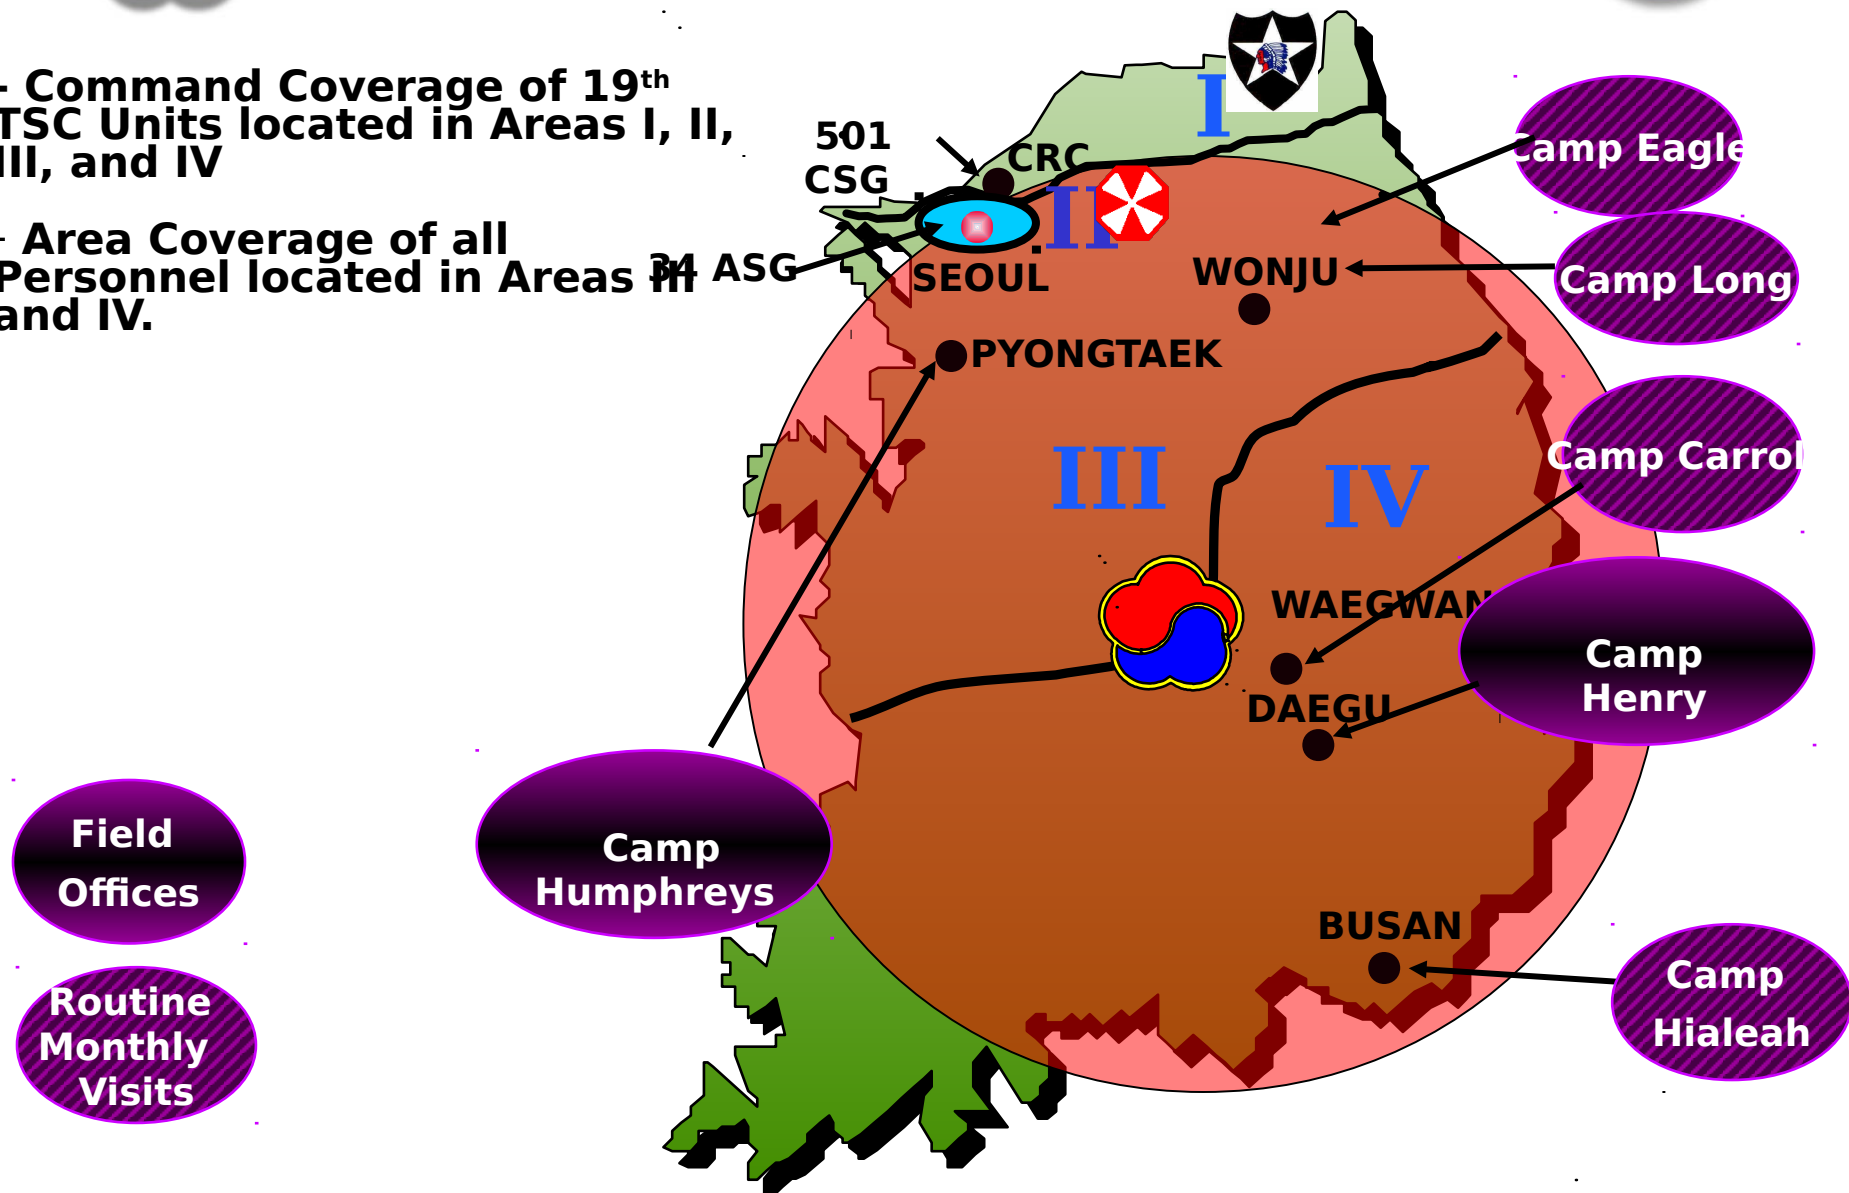 - Command Coverage of 19th
TSC Units located in Areas I, II,
III, and IV
- Area Coverage of all
Personnel located in Areas III
and IV.
501
CSG
34 ASG
CRC
I
II
SEOUL
WONJU
PYONGTAEK
III
IV
WAEGWAN
DAEGU
BUSAN
Camp Eagle
Camp Long
Camp Carrol
Camp
Henry
Camp
Humphreys
Camp
Hialeah
Field
Offices
Routine
Monthly
Visits